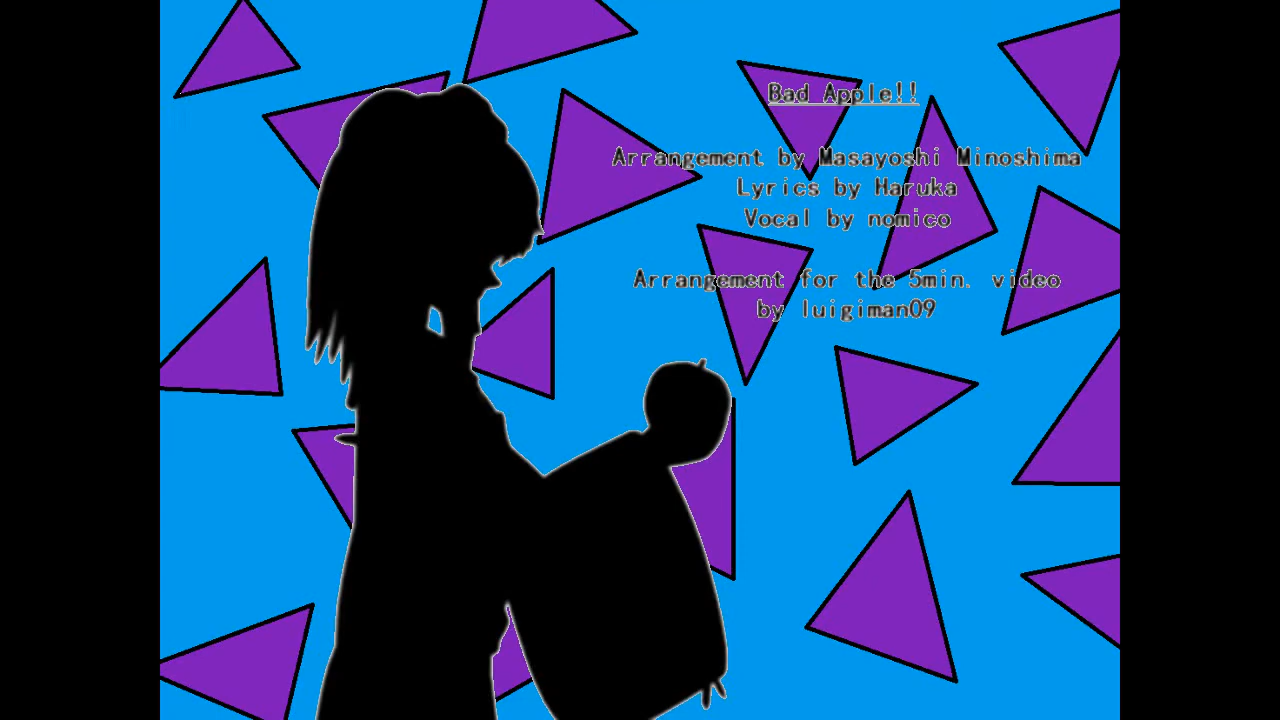 Bad Apple!!
Arrangement by Masayoshi Minoshima
Lyrics by Haruka
Vocal by nomico
Arrangement for the 5min. video
by luigiman09